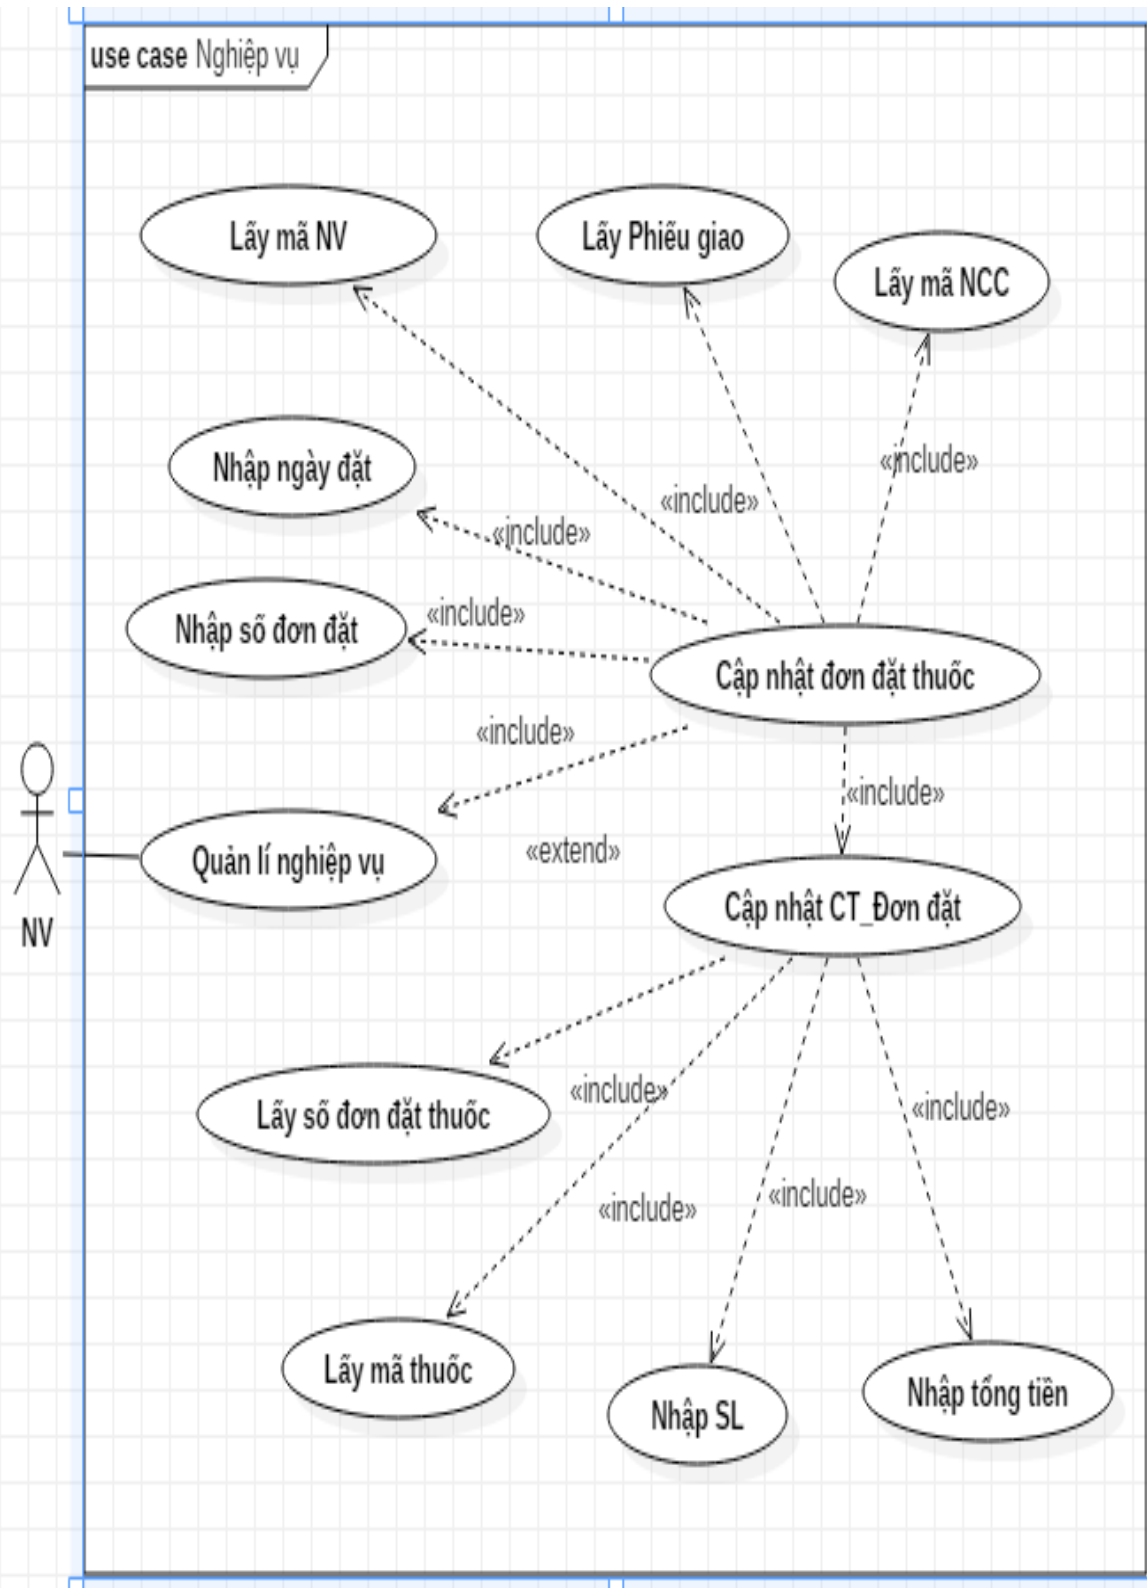 use case Nghiệp vụ
Lấy mã NV
Lấy Phiếu giao
Lấy mã NCC
Nhập ngày đặt
«include»
«include»
«include»
Nhập số đơn đặt
«include»
Cập nhật đơn đặt thuốc
«include»
«include»
Quản lí nghiệp vụ
«extend»
NV
Cập nhật CT_Đơn đặt
Lấy số đơn đặt thuốc
«include»
«include»
«include»
«include»
Lấy mã thuốc
Nhập SL
Nhập tổng tiền